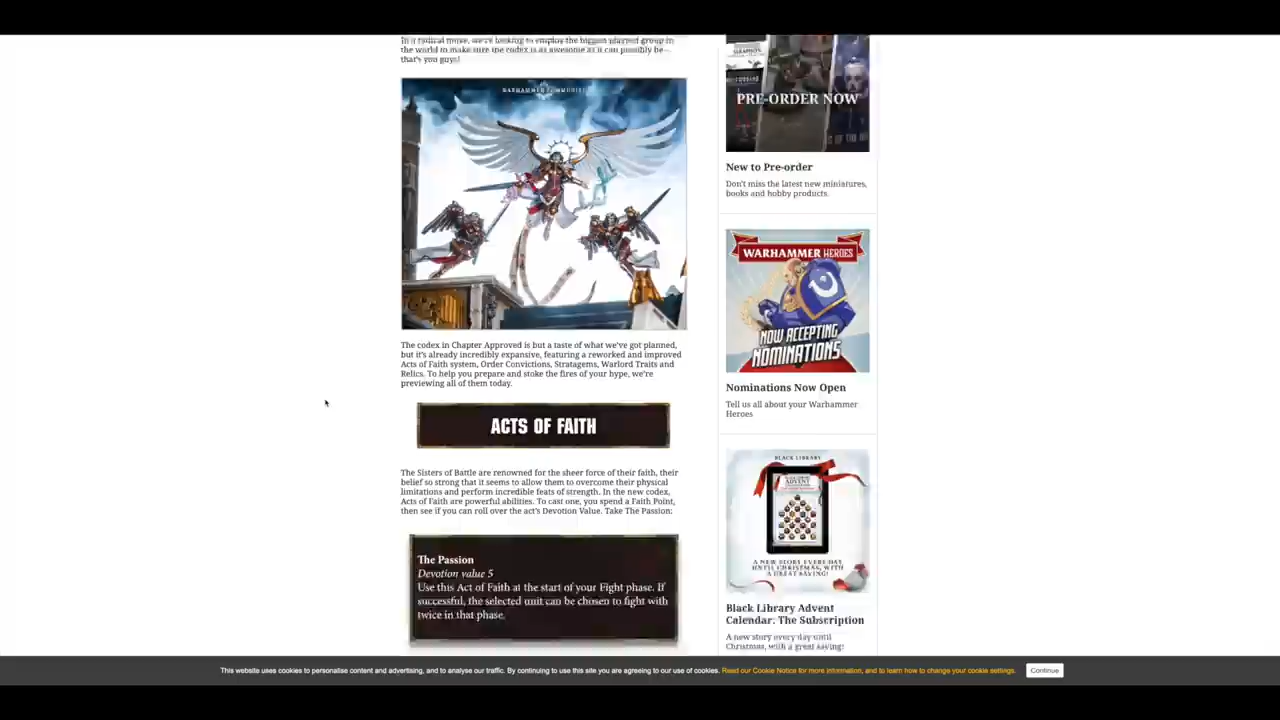 In a radical move, we're looking to employ the biggest playtest group in
the world to make sure the codex is as awesome as it can possibly be –
that's you guys!
The codex in Chapter Approved is but a taste of what we've got planned,
but it's already incredibly expansive, featuring a reworked and improved
Acts of Faith system, Order Convictions, Stratagems, Warlord Traits and
Relics. To help you prepare and stoke the fires of your hype, we're
previewing all of them today.
ACTS OF FAITH
The Sisters of Battle are renowned for the sheer force of their faith, their
belief so strong that it seems to allow them to overcome their physical
limitations and perform incredible feats of strength. In the new codex,
Acts of Faith are powerful abilities. To cast one, you spend a Faith Point,
then see if you can roll over the act's Devotion Value. Take The Passion:
The Passion
Devotion value 5
Use this Act of Faith at the start of your Fight phase. If
successful, the selected unit can be chosen to fight with
twice in that phase.
PRE-ORDER NOW
New to Pre-order
Don't miss the latest new miniatures,
books and hobby products.
WARHAMMER HEROES
NOW ACCEPTING
NOMINATIONS
Nominations Now Open
Tell us all about your Warhammer
Heroes
BLACK LIBRARY
A NEW STORY EVERY DAY
UNTIL CHRISTMAS, WITH
A GREAT SAVING!
Black Library Advent
Calendar: The Subscription
A new story every day until
Christmas, with a great saving!
This website uses cookies to personalise content and advertising, and to analyse our traffic. By continuing to use this site you are agreeing to our use of cookies. Read our Cookie Notice for more information, and to learn how to change your cookie settings.
Continue